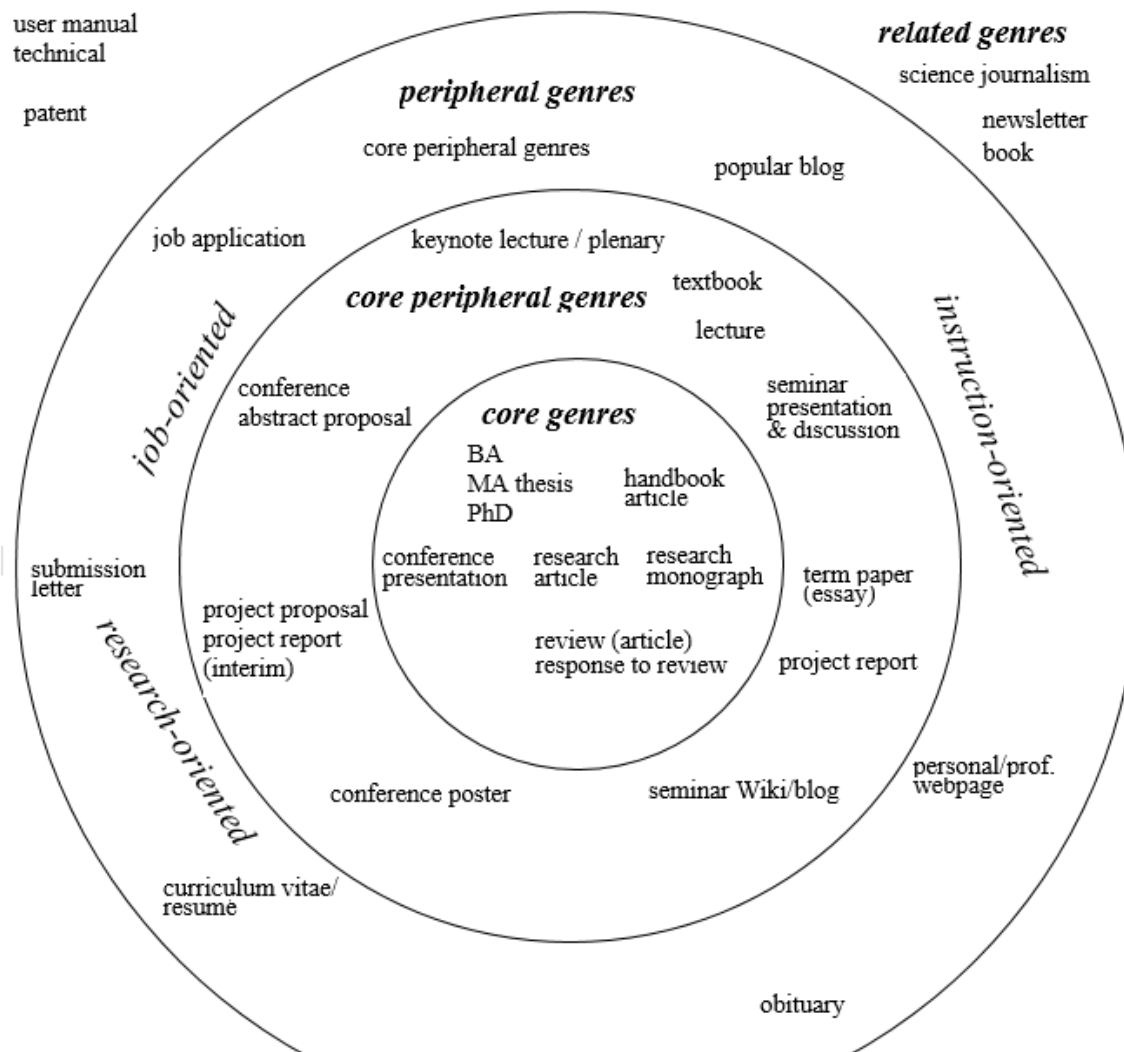 user manual
technical
patent
related genres
science journalism
newsletter
book
peripheral genres
core peripheral genres
popular blog
job application
keynote lecture / plenary
core peripheral genres
textbook
lecture
job-oriented
instruction-oriented
conference
abstract proposal
seminar
presentation
& discussion
core genres
BA
MA thesis
PhD
handbook
article
conference
presentation
research
article
research
monograph
term paper
(essay)
submission
letter
project proposal
project report
(interim)
review (article)
response to review
project report
research-oriented
conference poster
seminar Wiki/blog
personal/prof.
webpage
curriculum vitae/
resumè
obituary